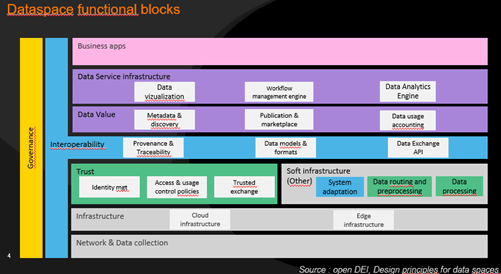 Dataspace functional blocks
Business apps
Data Service infrastructure
Data
vizualization
Workflow
management engine
Data Analytics
Engine
Data Value
Metadata &
discovery
Publication &
marketplace
Data usage
accounting
Governance
Interoperability
Provenance &
Traceability
Data models &
formats
Data Exchange
API
Trust
Identity mgt.
Access & usage
control policies
Trusted
exchange
Soft infrastructure
(Other)
System
adaptation
Data routing and
preprocessing
Data
processing
Infrastructure
Cloud
infrastructure
Edge
infrastructure
Network & Data collection
4
Source : open DEI, Design principles for data spaces